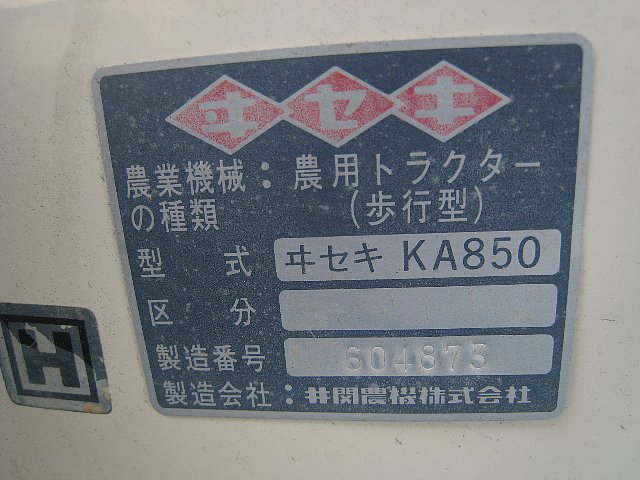 ヰセキ
農業機械の種類 : 農用トラクター
(歩行型)
型式 ヰセキ KA850
区分
製造番号 604873
製造会社 : 井関農機株式会社
H